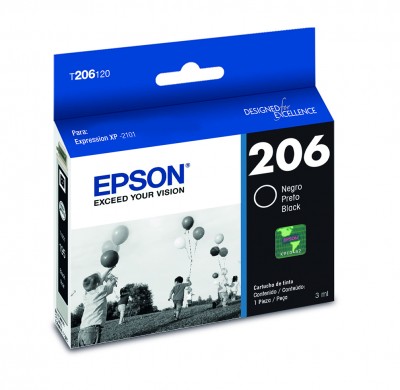 T206120
DESIGNED for EXCELLENCE
Para:
Expression XP -2101
EPSON®
EXCEED YOUR VISION
206
Negro
Preto
Black
EPSON
Cartucho de tinta
Contenido / Conteúdo:
1 Pieza / Peça
3 ml